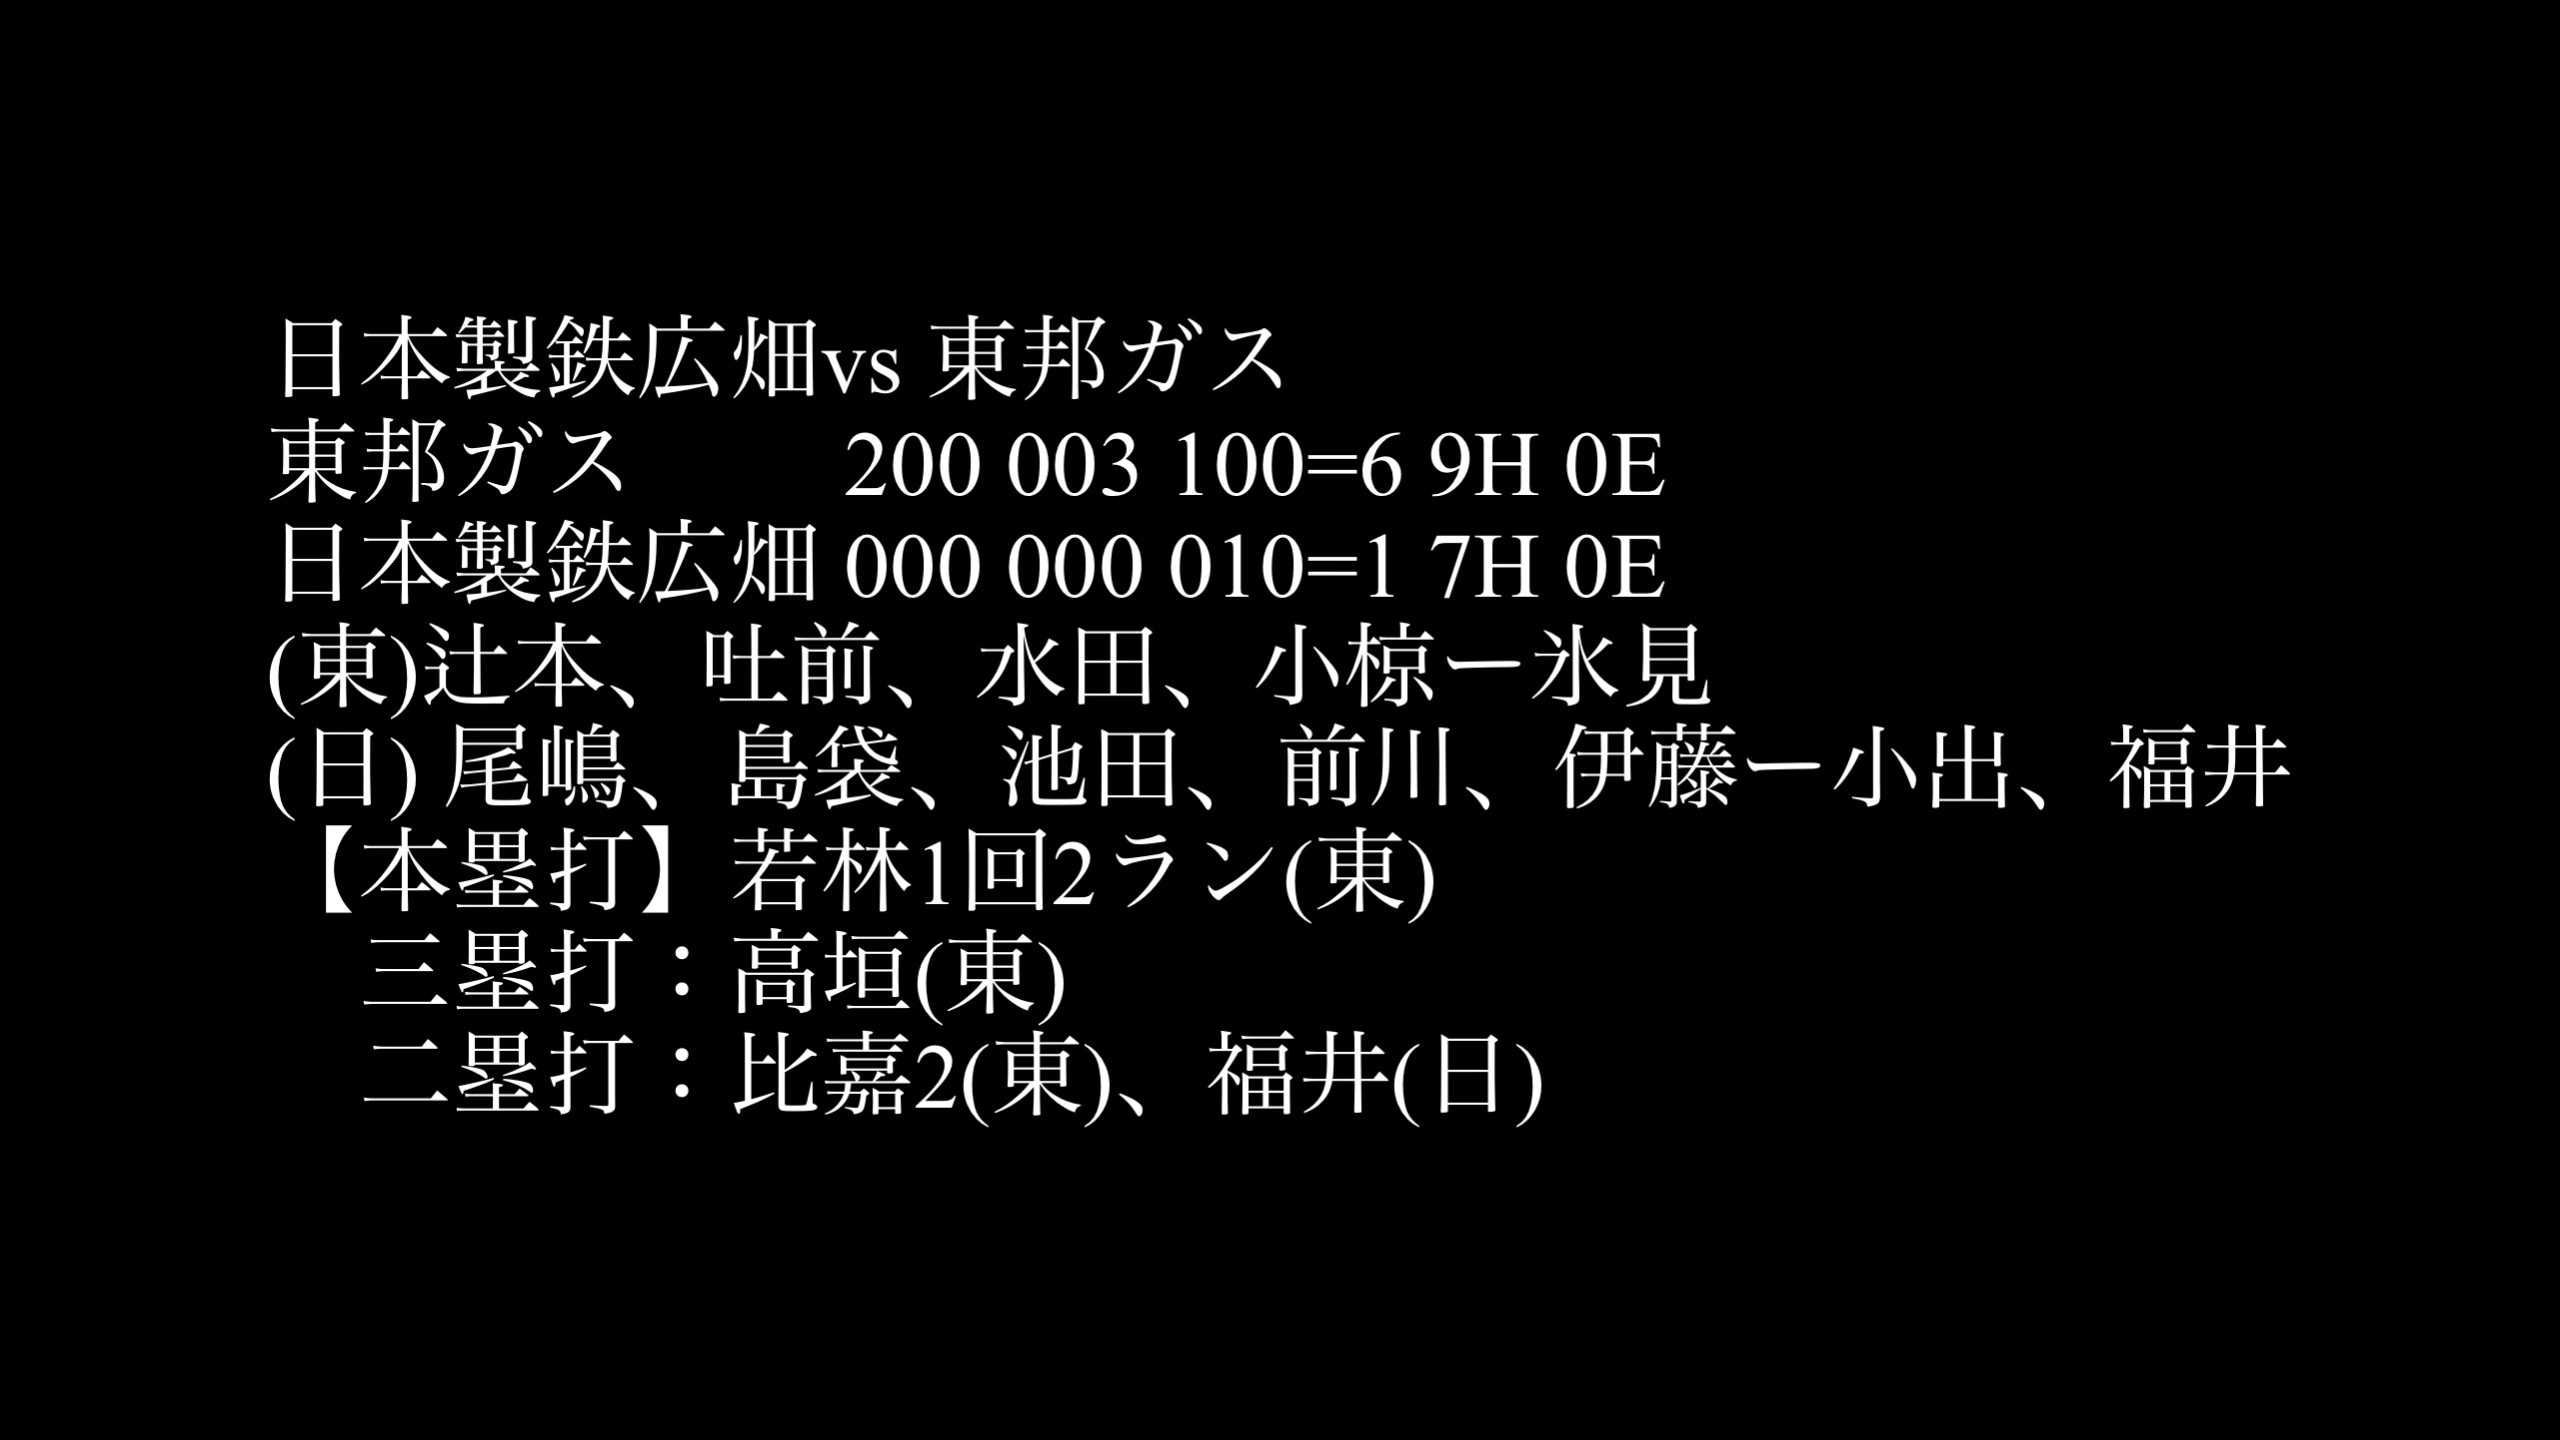 日本製鉄広畑vs 東邦ガス
東邦ガス　　 200 003 100=6 9H 0E
日本製鉄広畑 000 000 010=1 7H 0E
(東)辻本、吐前、水田、小椋ー氷見
(日) 尾嶋、島袋、池田、前川、伊藤ー小出、福井
【本塁打】若林1回2ラン(東)
　三塁打：高垣(東)
　二塁打：比嘉2(東)、福井(日)